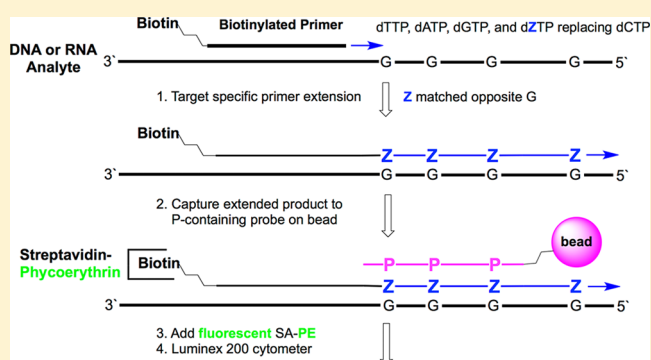 Biotin Biotinylated Primer dTTP, dATP, dGTP, and dZTP replacing dCTP
DNA or RNA
Analyte
3` G G G G 5`
1. Target specific primer extension Z matched opposite G
Biotin
Z Z Z Z
3` G G G G 5`
2. Capture extended product to
P-containing probe on bead
bead
Streptavidin-
Phycoerythrin
Biotin P P P
Z Z Z Z
3` G G G G 5`
3. Add fluorescent SA-PE
4. Luminex 200 cytometer